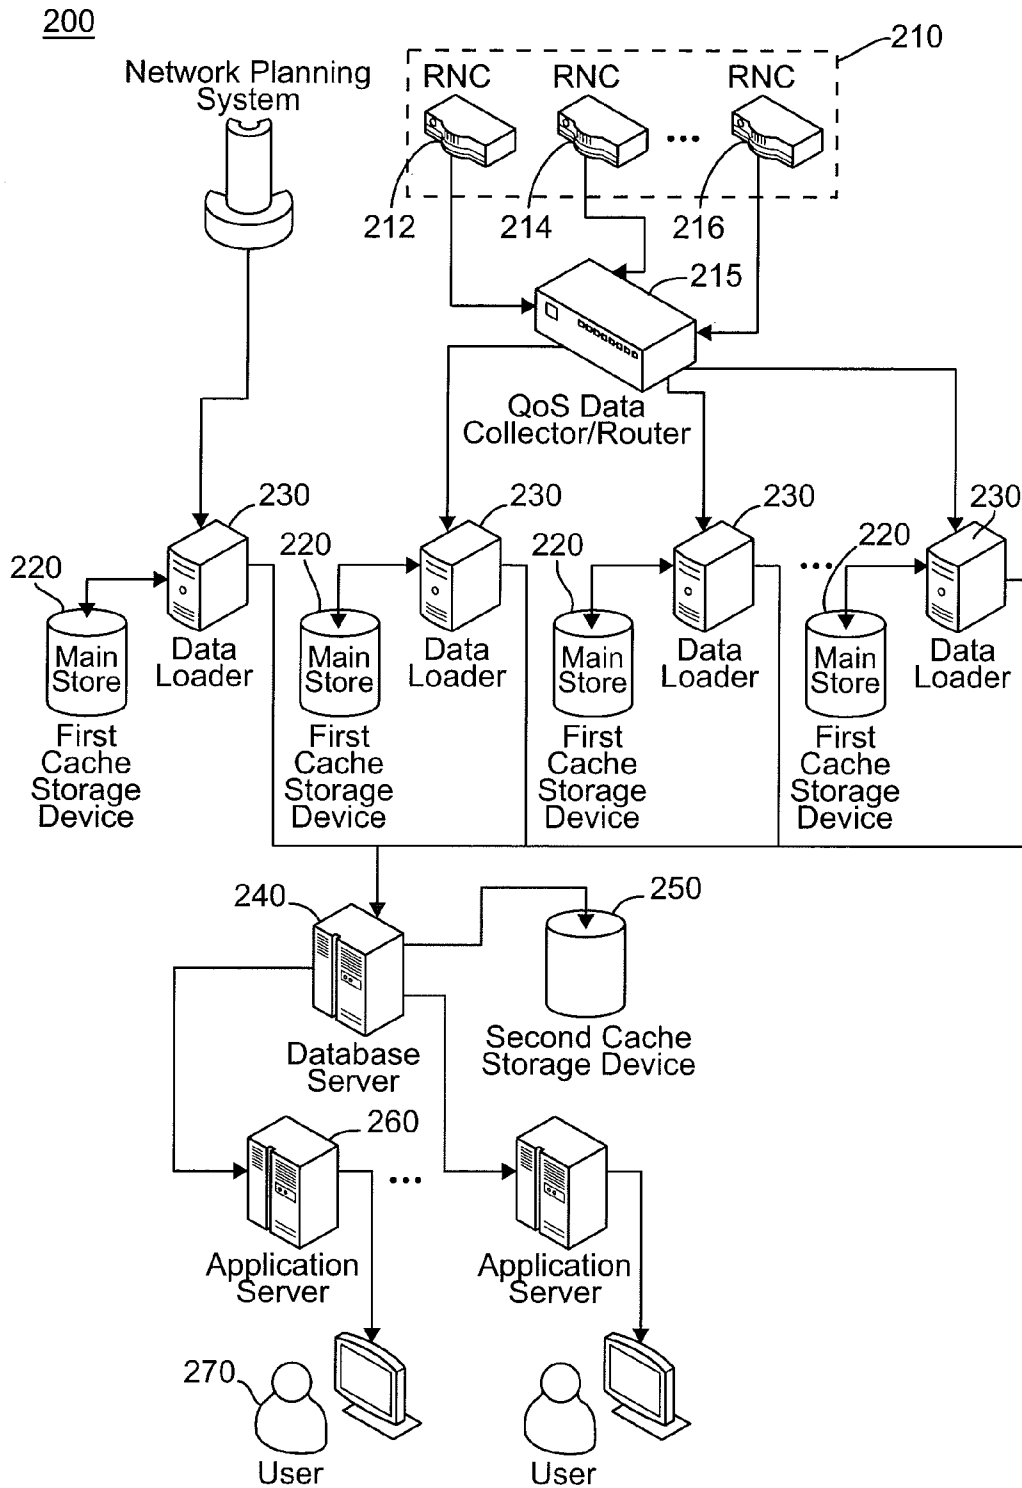 200
210
Network Planning
System
RNC
RNC
RNC
...
212
214
216
215
QoS Data
Collector/Router
230
230
230
230
220
220
220
220
....
Main
Store
Main
Store
Main
Store
Main
Store
Data
Loader
Data
Loader
Data
Loader
Data
Loader
First
Cache
Storage
Device
First
Cache
Storage
Device
First
Cache
Storage
Device
First
Cache
Storage
Device
240
250
Database
Server
Second Cache
Storage Device
260
...
Application
Server
Application
Server
270
User
User